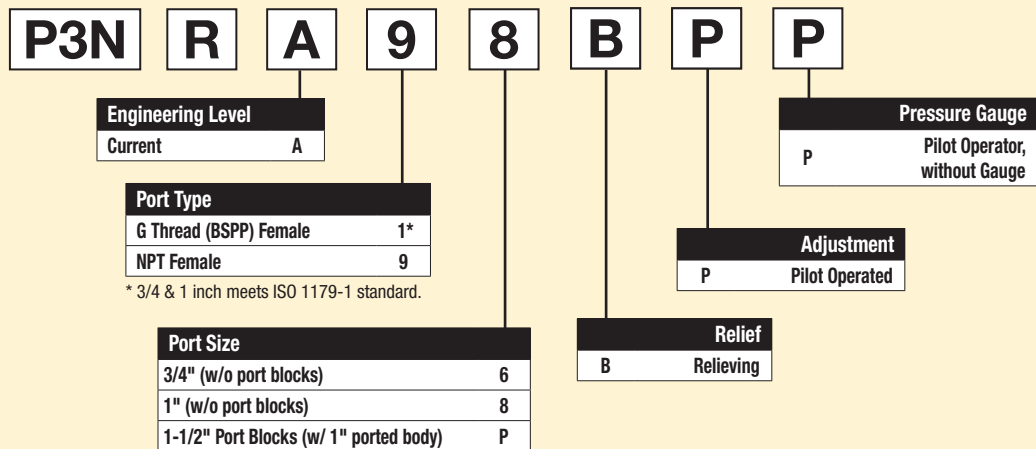 P3N R A 9 8 B P P
Engineering Level
Current A
Port Type
G Thread (BSPP) Female 1*
NPT Female 9
* 3/4 & 1 inch meets ISO 1179-1 standard.
Port Size
3/4" (w/o port blocks) 6
1" (w/o port blocks) 8
1-1/2" Port Blocks (w/ 1" ported body) P
Relief
B Relieving
Adjustment
P Pilot Operated
Pressure Gauge
P Pilot Operator,
without Gauge